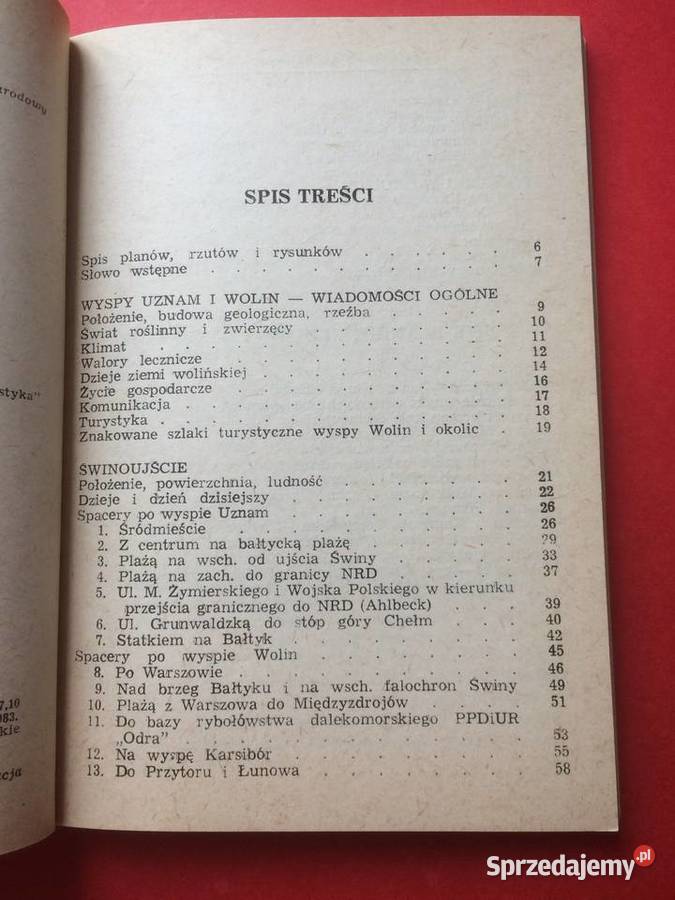 arodowy
styka"
7,10
983.
kie
cja
SPIS TREŚCI
Spis planów, rzutów i rysunków . . . . . . 6
Słowo wstępne . . . . . . . . . . . 7
WYSPY UZNAM I WOLIN — WIADOMOŚCI OGÓLNE
Położenie, budowa geologiczna, rzeźba . . . . . 9
Świat roślinny i zwierzęcy . . . . . . . 10
Klimat . . . . . . . . . . . . 11
Walory lecznicze . . . . . . . . . . 12
Dzieje ziemi wolińskiej . . . . . . . . 14
Życie gospodarcze . . . . . . . . . 16
Komunikacja . . . . . . . . . . . 17
Turystyka . . . . . . . . . . . . 18
Znakowane szlaki turystyczne wyspy Wolin i okolic . 19
ŚWINOUJŚCIE
Położenie, powierzchnia, ludność . . . . . . 21
Dzieje i dzień dzisiejszy . . . . . . . . 22
Spacery po wyspie Uznam . . . . . . . . 26
1. Śródmieście . . . . . . . . . 26
2. Z centrum na bałtycką plażę . . . . . 29
3. Plażą na wsch. od ujścia Świny . . . . 33
4. Plażą na zach. do granicy NRD . . . . 37
5. Ul. M. Żymierskiego i Wojska Polskiego w kierunku
przejścia granicznego do NRD (Ahlbeck) . . . 39
6. Ul. Grunwaldzką do stóp góry Chełm . . . 40
7. Statkiem na Bałtyk . . . . . . . 42
Spacery po wyspie Wolin . . . . . . . 45
8. Po Warszowie . . . . . . . . . 46
9. Nad brzeg Bałtyku i na wsch. falochron Świny 49
10. Plażą z Warszowa do Międzyzdrojów . . . 51
11. Do bazy rybołówstwa dalekomorskiego PPDiUR
„Odra" . . . . . . . . . . . 53
12. Na wyspę Karsibór . . . . . . . 55
13. Do Przytoru i Łunowa . . . . . . 58
Sprzedajemy.pl